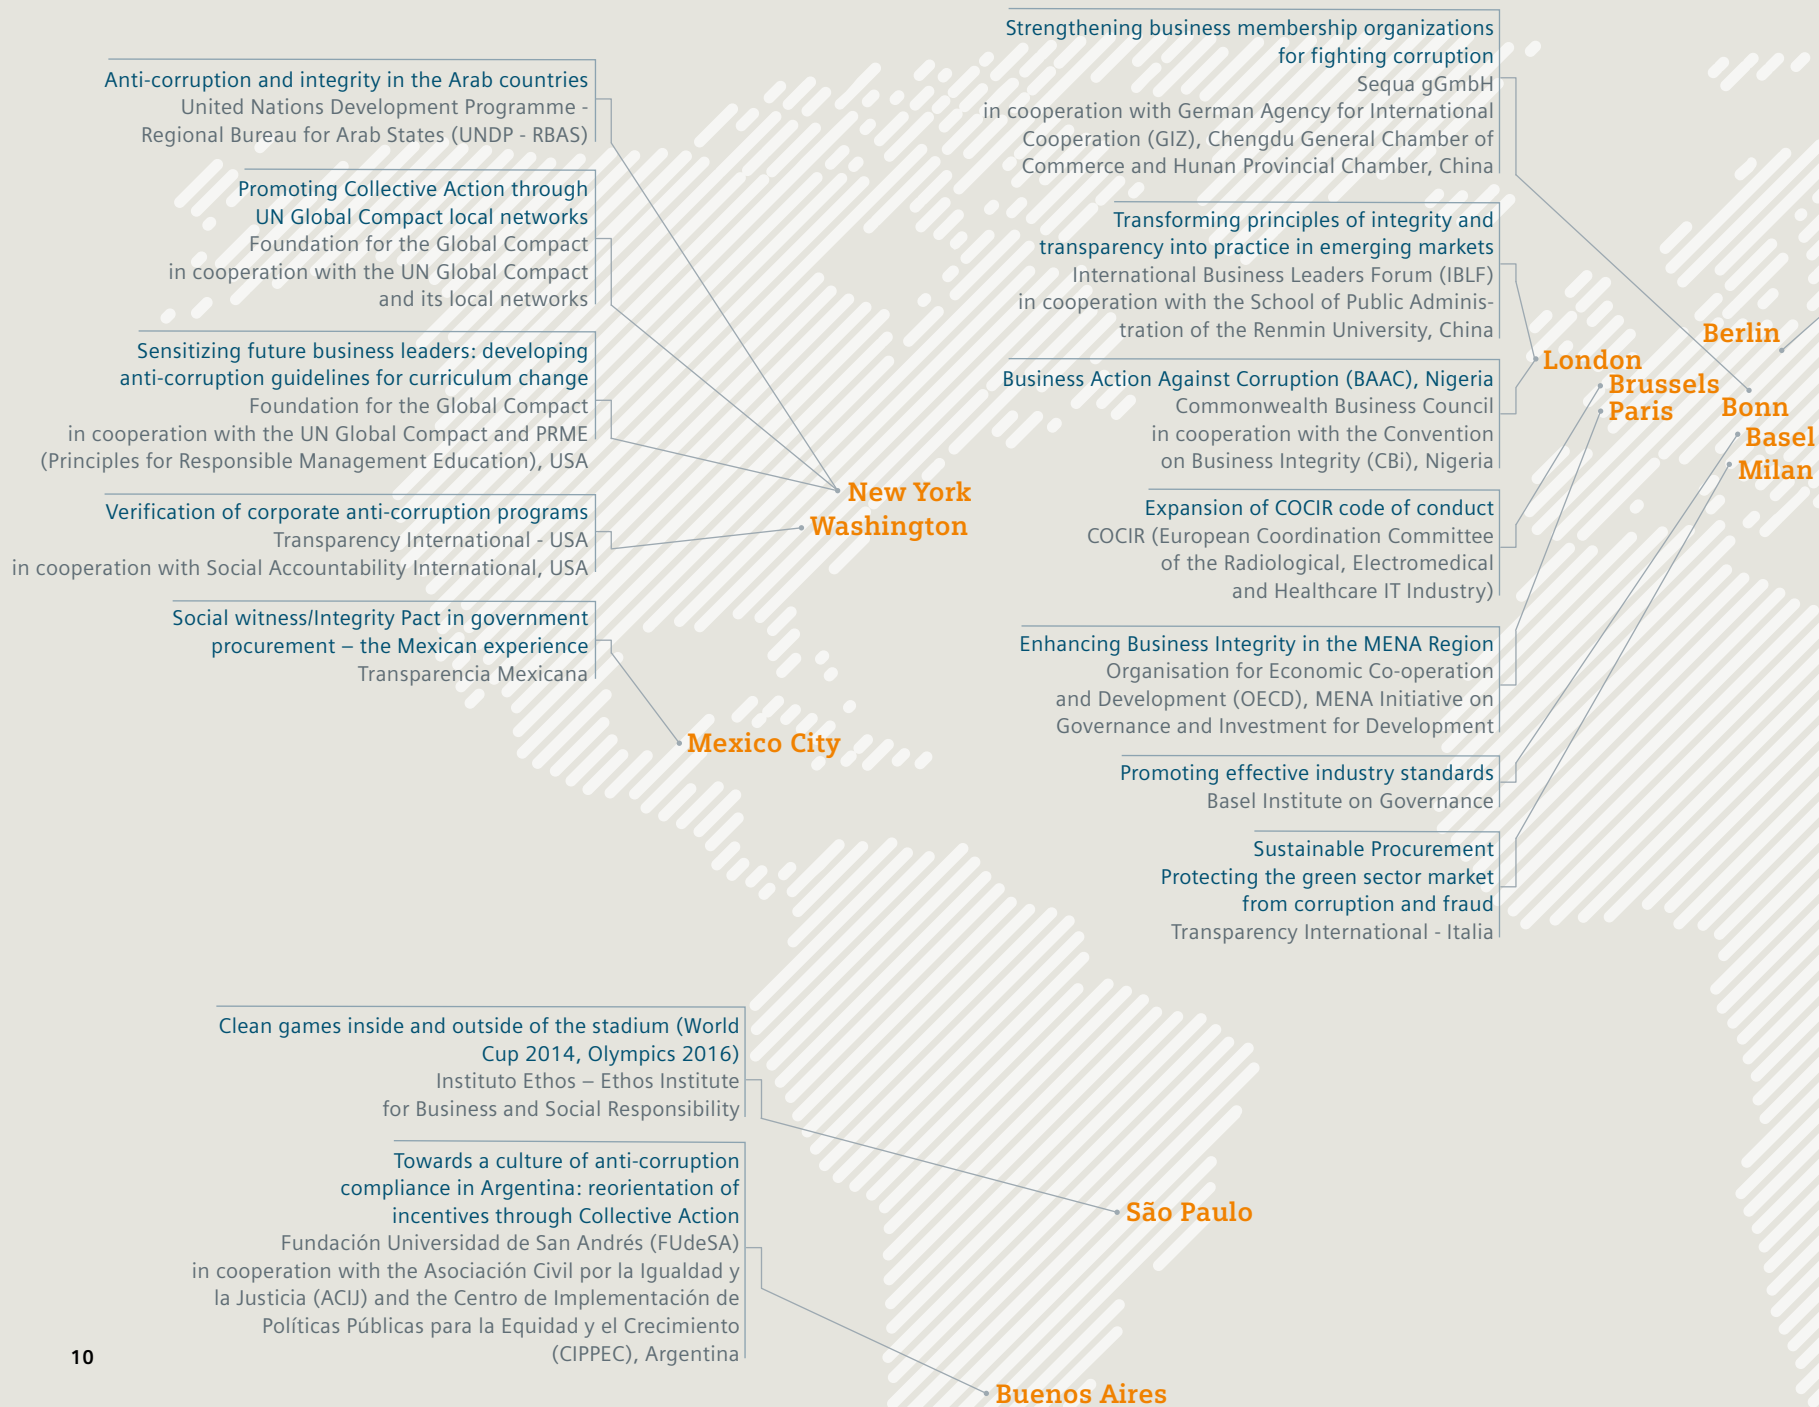 Anti-corruption and integrity in the Arab countries
United Nations Development Programme -
Regional Bureau for Arab States (UNDP - RBAS)
Promoting Collective Action through
UN Global Compact local networks
Foundation for the Global Compact
in cooperation with the UN Global Compact
and its local networks
Sensitizing future business leaders: developing
anti-corruption guidelines for curriculum change
Foundation for the Global Compact
in cooperation with the UN Global Compact and PRME
(Principles for Responsible Management Education), USA
Verification of corporate anti-corruption programs
Transparency International - USA
in cooperation with Social Accountability International, USA
Social witness/Integrity Pact in government
procurement – the Mexican experience
Transparencia Mexicana
New York
Washington
Mexico City
Strengthening business membership organizations
for fighting corruption
Sequa gGmbH
in cooperation with German Agency for International
Cooperation (GIZ), Chengdu General Chamber of
Commerce and Hunan Provincial Chamber, China
Transforming principles of integrity and
transparency into practice in emerging markets
International Business Leaders Forum (IBLF)
in cooperation with the School of Public Adminis-
tration of the Renmin University, China
Business Action Against Corruption (BAAC), Nigeria
Commonwealth Business Council
in cooperation with the Convention
on Business Integrity (CBi), Nigeria
Expansion of COCIR code of conduct
COCIR (European Coordination Committee
of the Radiological, Electromedical
and Healthcare IT Industry)
Enhancing Business Integrity in the MENA Region
Organisation for Economic Co-operation
and Development (OECD), MENA Initiative on
Governance and Investment for Development
Promoting effective industry standards
Basel Institute on Governance
Sustainable Procurement
Protecting the green sector market
from corruption and fraud
Transparency International - Italia
Berlin
London
Brussels
Paris
Bonn
Basel
Milan
Clean games inside and outside of the stadium (World
Cup 2014, Olympics 2016)
Instituto Ethos – Ethos Institute
for Business and Social Responsibility
Towards a culture of anti-corruption
compliance in Argentina: reorientation of
incentives through Collective Action
Fundación Universidad de San Andrés (FUdeSA)
in cooperation with the Asociación Civil por la Igualdad y
la Justicia (ACIJ) and the Centro de Implementación de
Políticas Públicas para la Equidad y el Crecimiento
(CIPPEC), Argentina
São Paulo
Buenos Aires
10